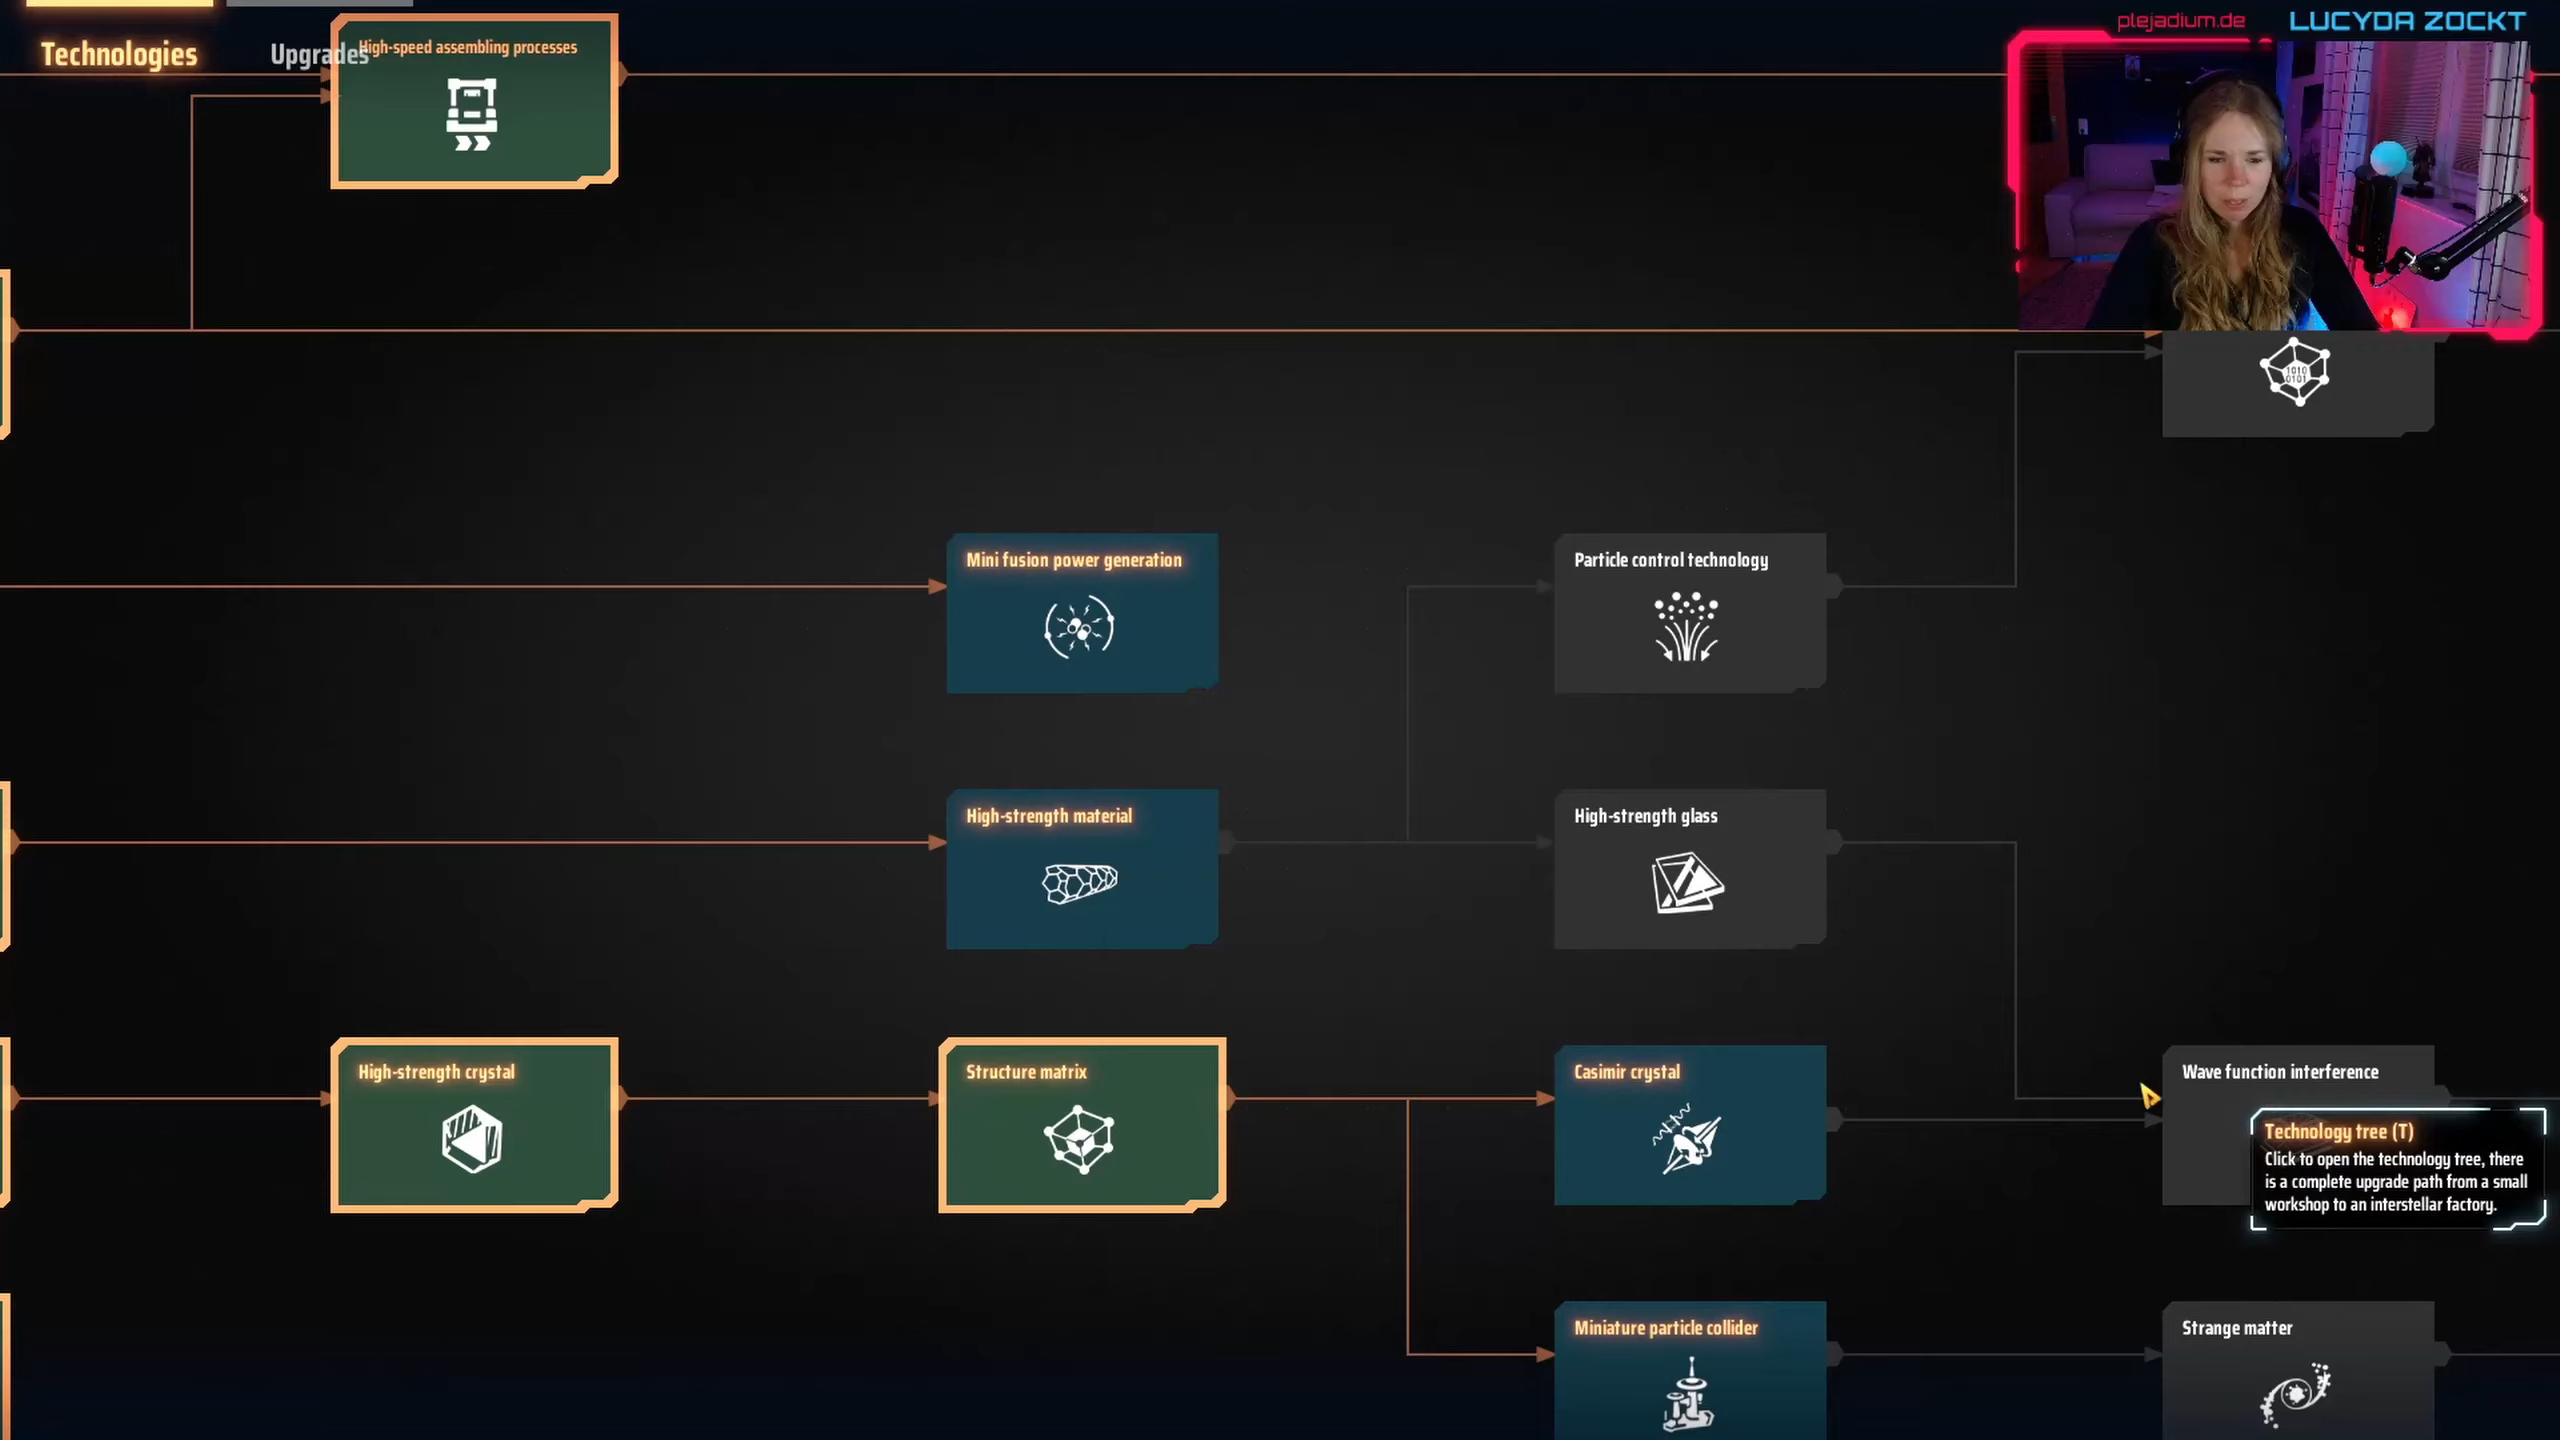 plejadium.de
LUCYDA ZOCKT
Technologies
Upgrades
High-speed assembling processes
1010
0101
Mini fusion power generation
Particle control technology
High-strength material
High-strength glass
High-strength crystal
Structure matrix
Casimir crystal
Wave function interference
Technology tree (T)
Click to open the technology tree, there
is a complete upgrade path from a small
workshop to an interstellar factory.
Miniature particle collider
Strange matter